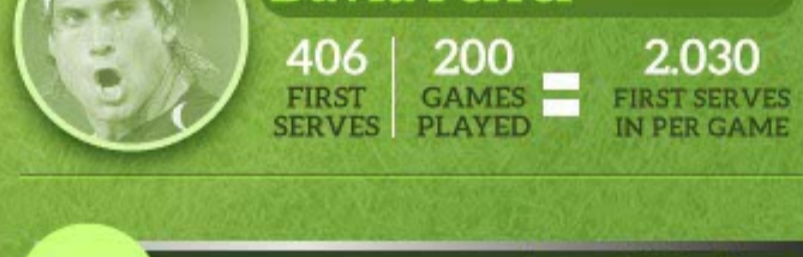 406
FIRST
SERVES
200
GAMES
PLAYED
=
2.030
FIRST SERVES
IN PER GAME